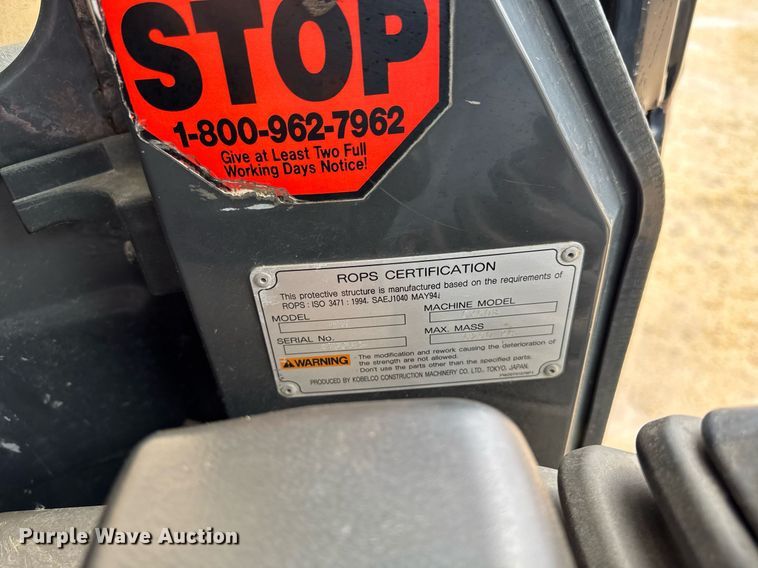 STOP
1-800-962-7962
Give at Least Two Full
Working Days Notice!
ROPS CERTIFICATION
This protective structure is manufactured based on the requirements of
ROPS : ISO 3471 : 1994. SAEJ1040 MAY94.
MODEL
MACHINE MODEL
SERIAL No.
MAX. MASS
WARNING
· The modification and rework causing the deterioration of
the strength are not allowed.
· Don't use the parts other than the specified parts.
PRODUCED BY KOBELCO CONSTRUCTION MACHINERY CO. LTD., TOKYO, JAPAN.
Purple Wave Auction